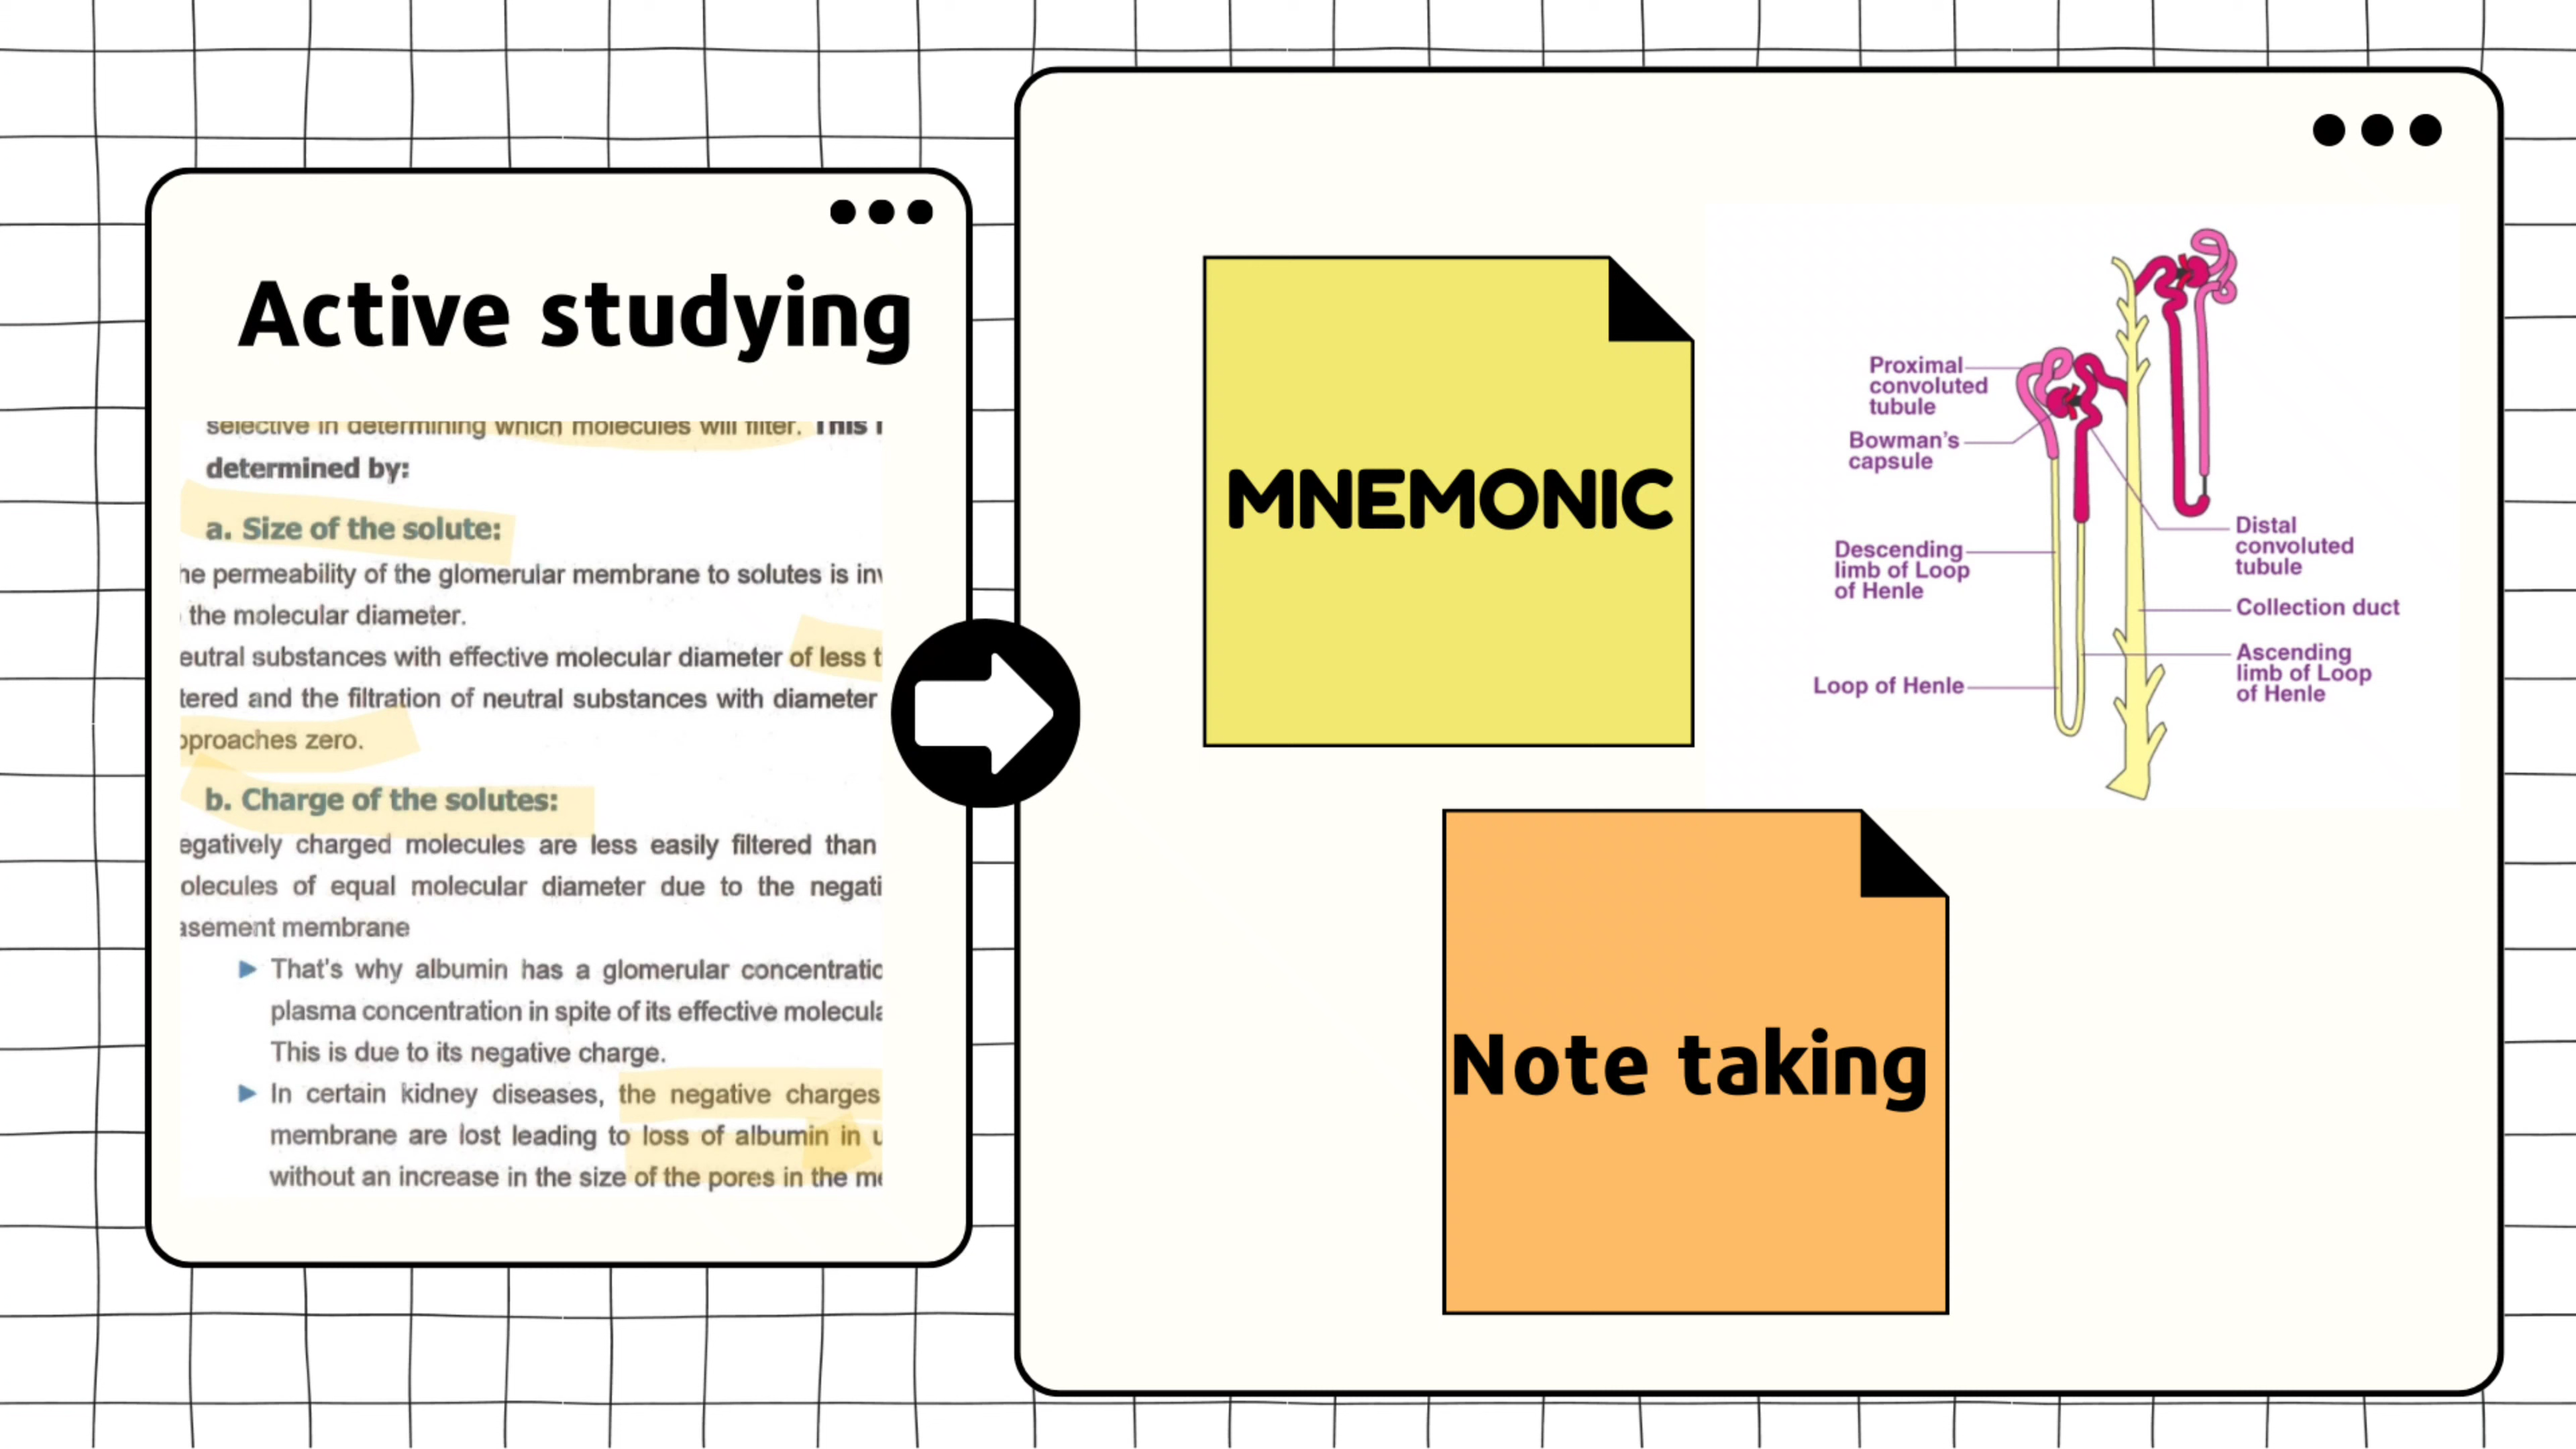 Active studying
selective in determining which molecules will filter. This
determined by:
a. Size of the solute:
he permeability of the glomerular membrane to solutes is inv
the molecular diameter.
eutral substances with effective molecular diameter of less t
tered and the filtration of neutral substances with diameter
pproaches zero.
b. Charge of the solutes:
egatively charged molecules are less easily filtered than
olecules of equal molecular diameter due to the negati
asement membrane
► That's why albumin has a glomerular concentratio
plasma concentration in spite of its effective molecula
This is due to its negative charge.
► In certain kidney diseases, the negative charges
membrane are lost leading to loss of albumin in u
without an increase in the size of the pores in the me
MNEMONIC
Note taking
Proximal
convoluted
tubule
Bowman's
capsule
Descending
limb of Loop
of Henle
Loop of Henle
Distal
convoluted
tubule
Collection duct
Ascending
limb of Loop
of Henle